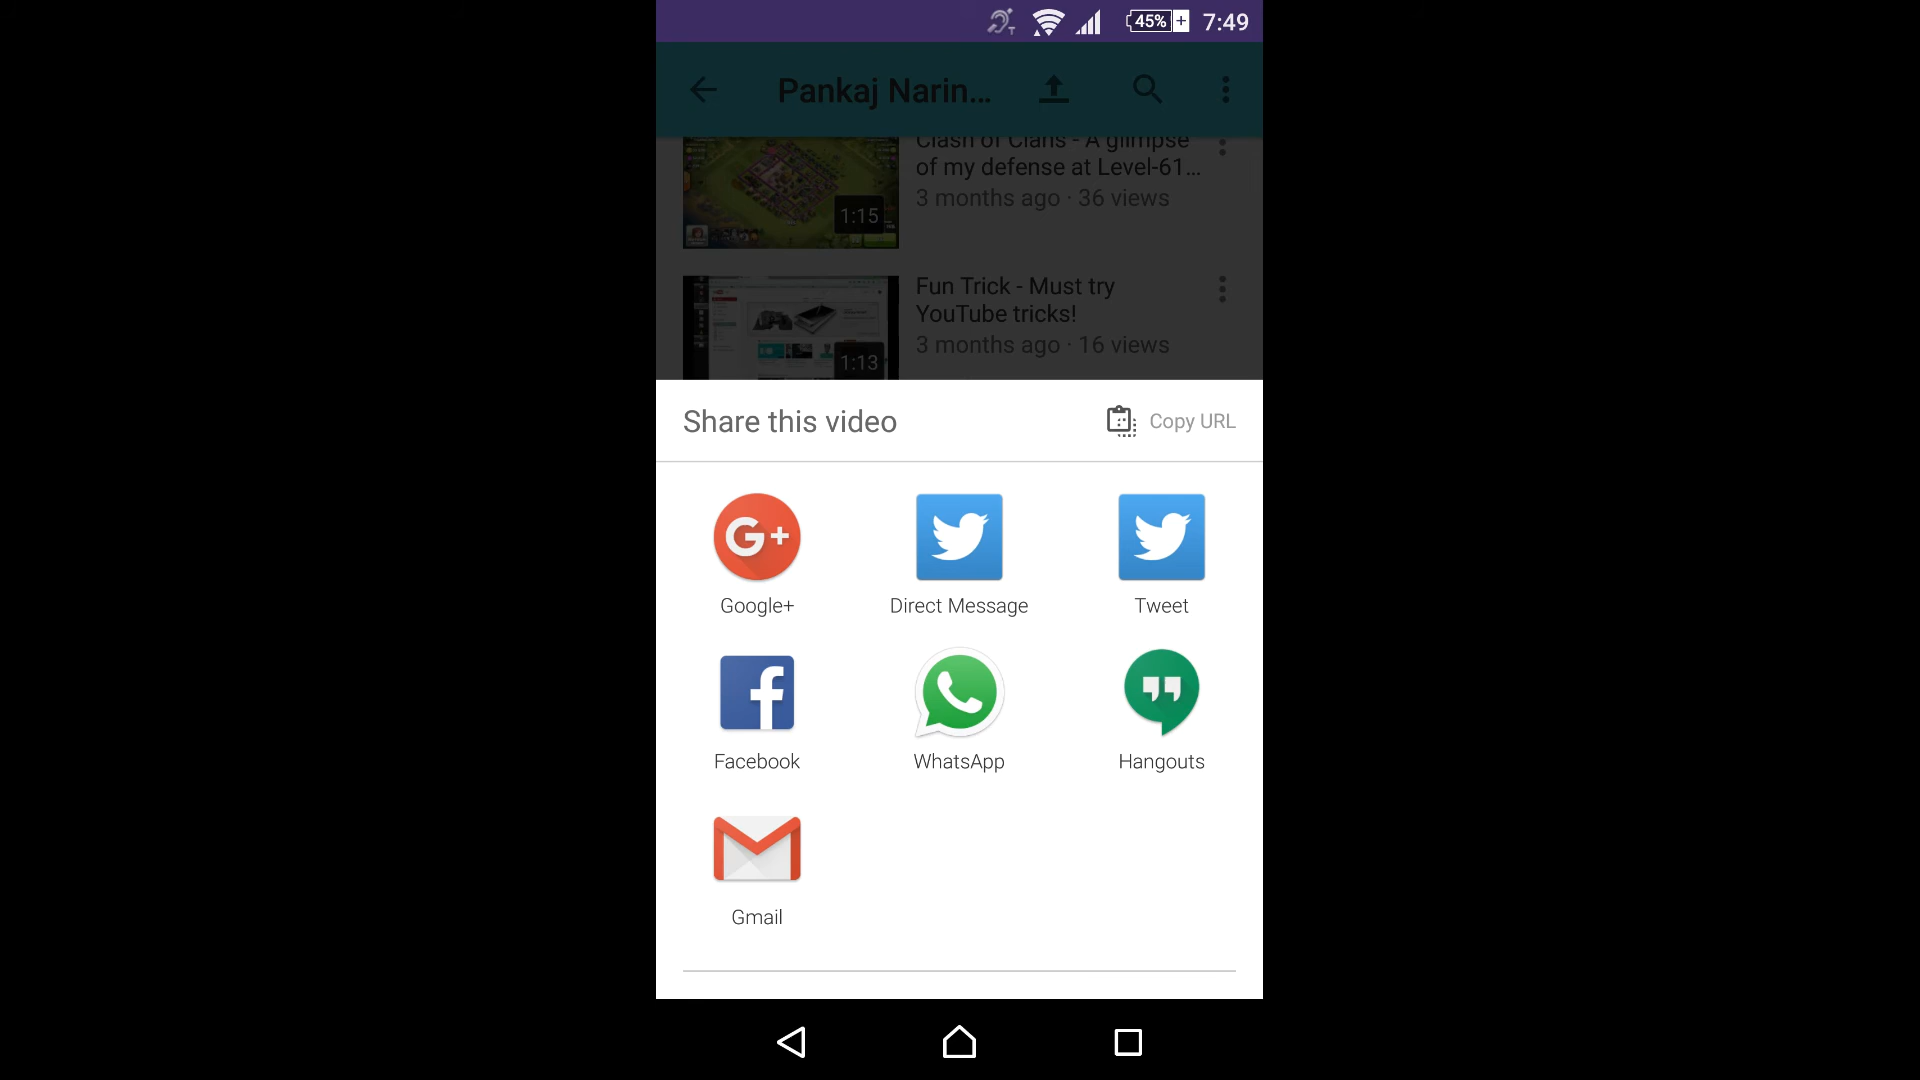 45% 7:49
Pankaj Narin...
Clash of Clans - A glimpse
of my defense at Level-61...
3 months ago · 36 views
1:15
Fun Trick - Must try
YouTube tricks!
3 months ago · 16 views
1:13
Share this video
Copy URL
Google+
Direct Message
Tweet
Facebook
WhatsApp
Hangouts
Gmail